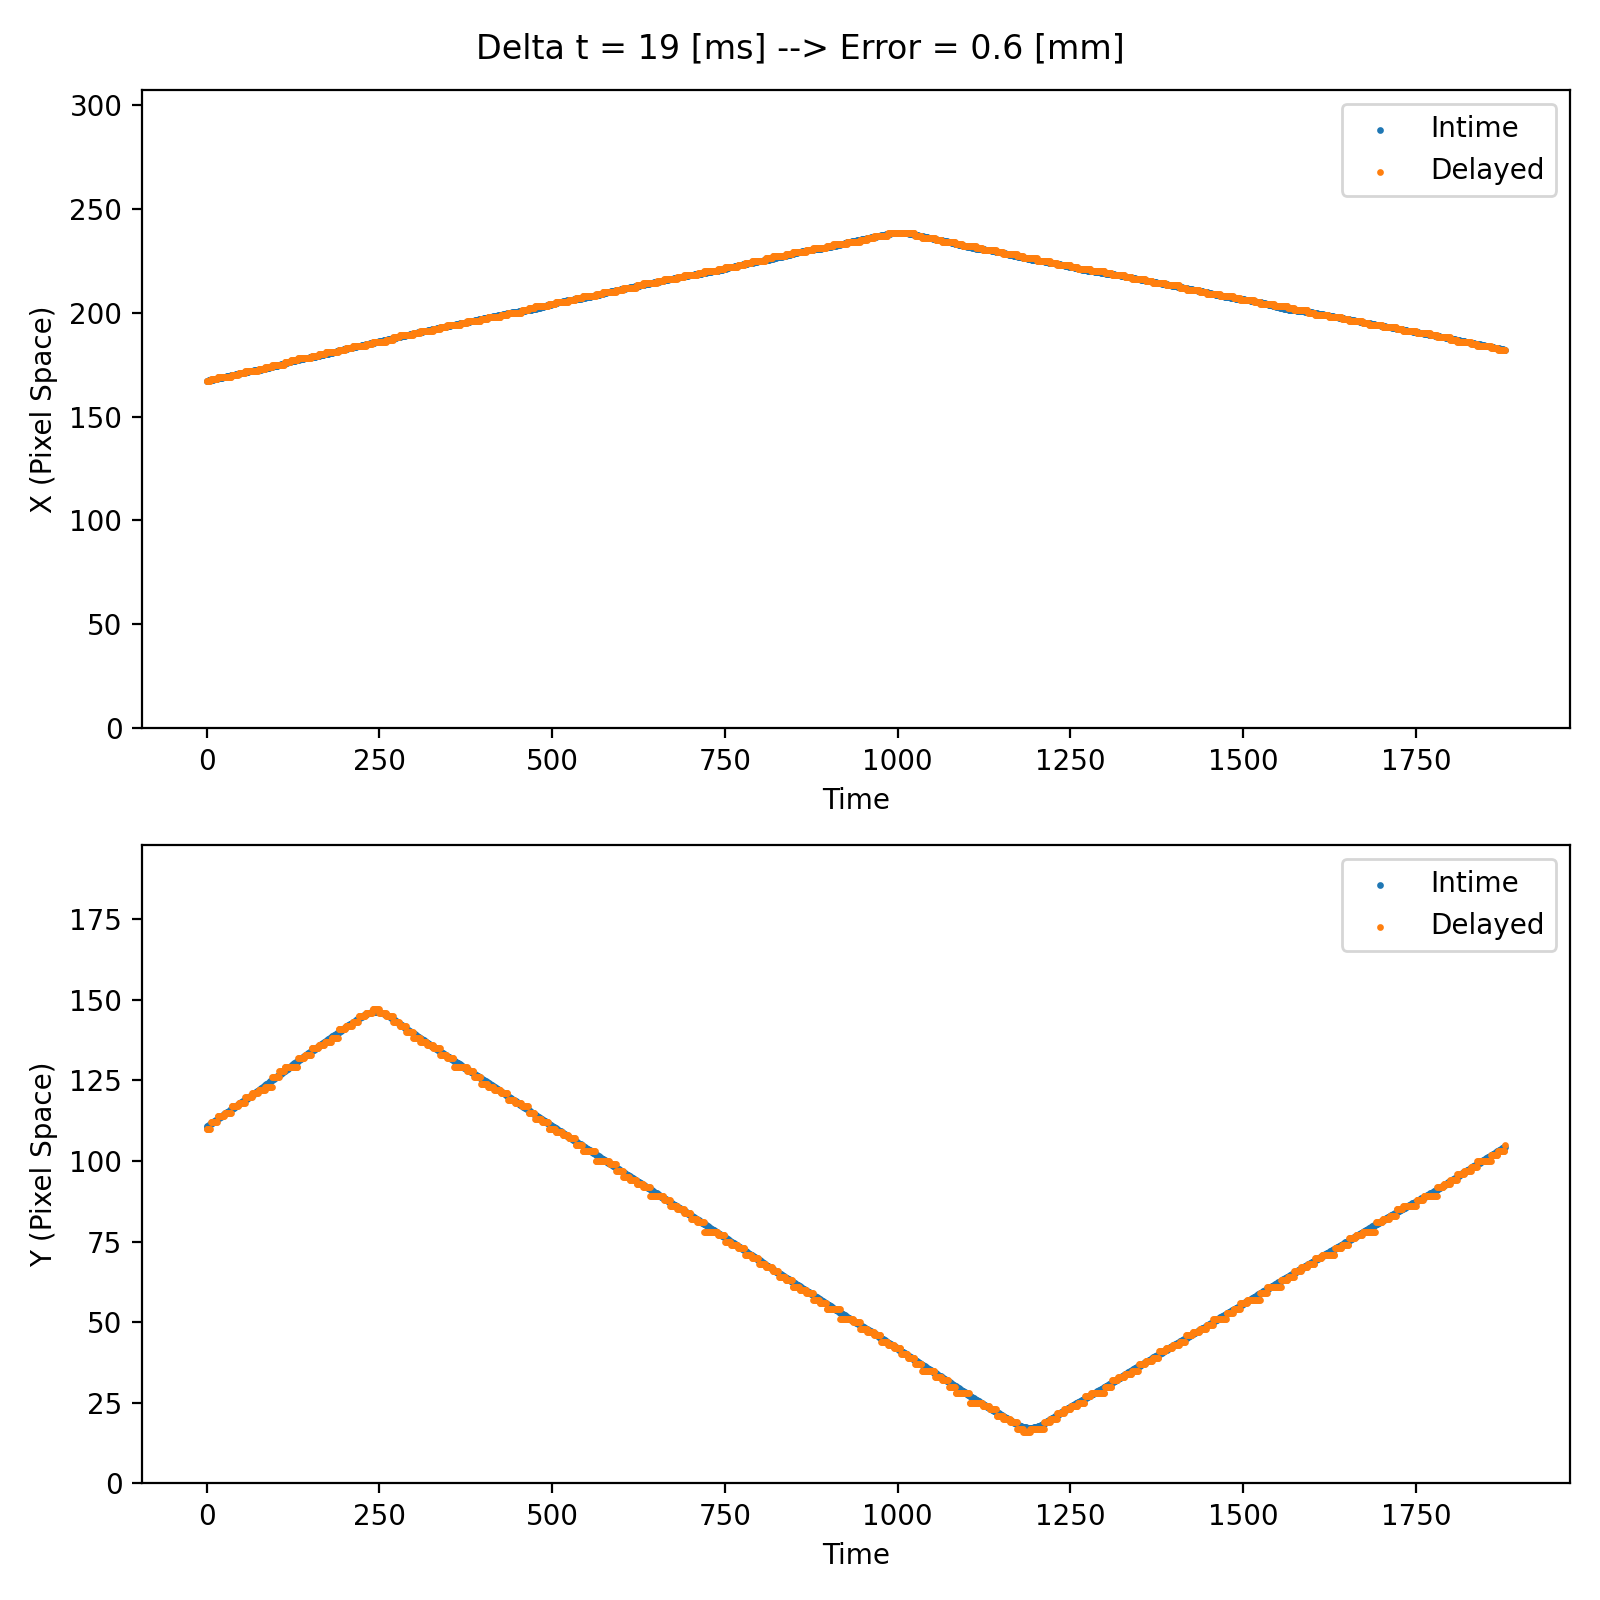 Delta t = 19 [ms] --> Error = 0.6 [mm]
300
250
200
150
100
50
0
X (Pixel Space)
Intime
Delayed
0 250 500 750 1000 1250 1500 1750
Time
175
150
125
100
75
50
25
0
Y (Pixel Space)
Intime
Delayed
0 250 500 750 1000 1250 1500 1750
Time